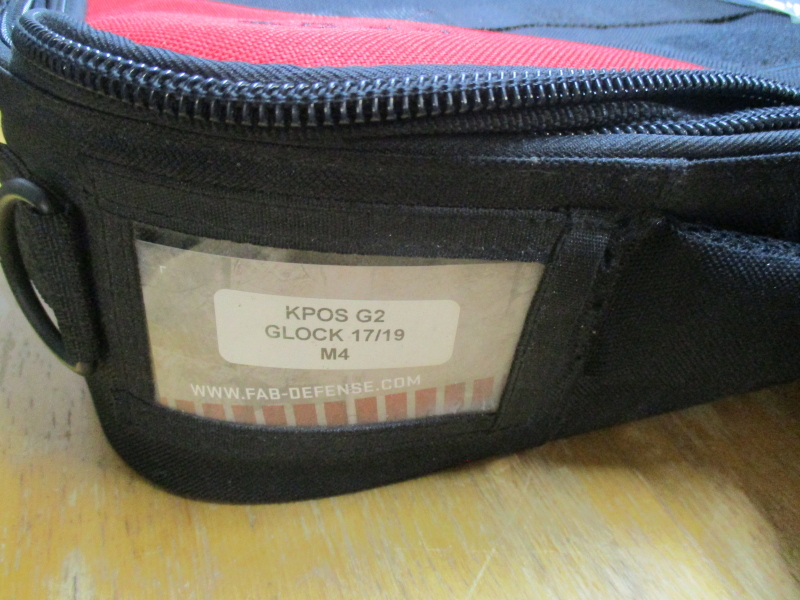 KPOS G2
GLOCK 17/19
M4
WWW.FAB-DEFENSE.COM